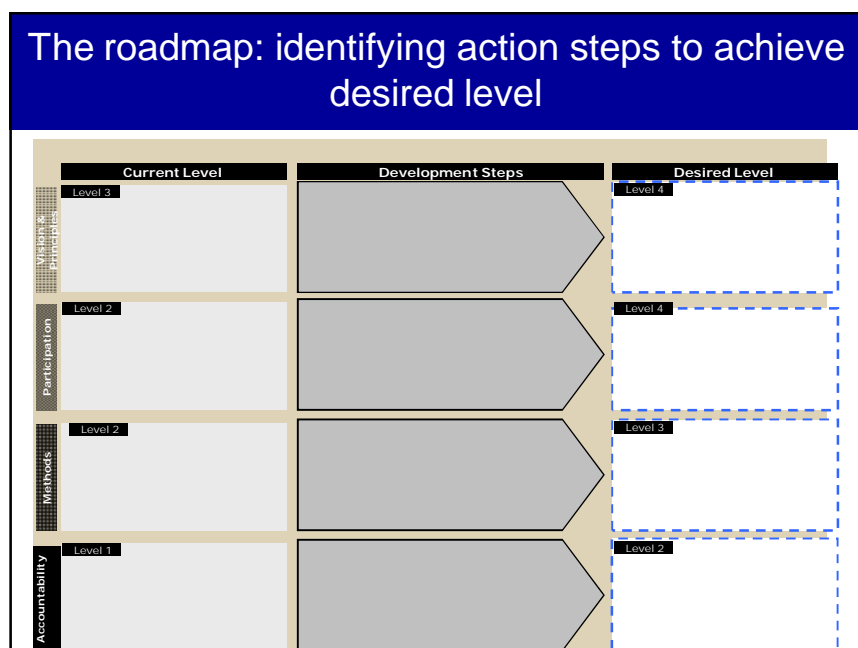 The roadmap: identifying action steps to achieve
desired level
Current Level
Development Steps
Desired Level
Vision &
Principles
Level 3
Level 4
Participation
Level 2
Level 4
Methods
Level 2
Level 3
Accountability
Level 1
Level 2